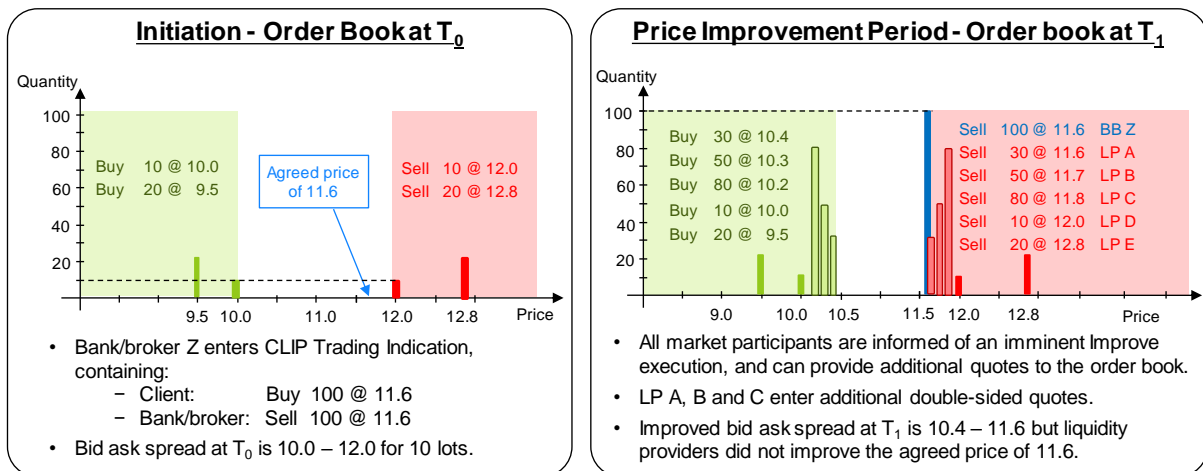 Initiation - Order Book at T0
Quantity
100
80
60
40
20
Buy 10 @ 10.0
Buy 20 @ 9.5
Agreed price
of 11.6
Sell 10 @ 12.0
Sell 20 @ 12.8
9.5 10.0 11.0 12.0 12.8 Price
• Bank/broker Z enters CLIP Trading Indication,
containing:
– Client: Buy 100 @ 11.6
– Bank/broker: Sell 100 @ 11.6
• Bid ask spread at T0 is 10.0 – 12.0 for 10 lots.
Price Improvement Period - Order book at T1
Quantity
100
80
60
40
20
Buy 30 @ 10.4
Buy 50 @ 10.3
Buy 80 @ 10.2
Buy 10 @ 10.0
Buy 20 @ 9.5
Sell 100 @ 11.6 BB Z
Sell 30 @ 11.6 LP A
Sell 50 @ 11.7 LP B
Sell 80 @ 11.8 LP C
Sell 10 @ 12.0 LP D
Sell 20 @ 12.8 LP E
9.0 10.0 10.5 11.5 12.0 12.8 Price
• All market participants are informed of an imminent Improve
execution, and can provide additional quotes to the order book.
• LP A, B and C enter additional double-sided quotes.
• Improved bid ask spread at T1 is 10.4 – 11.6 but liquidity
providers did not improve the agreed price of 11.6.